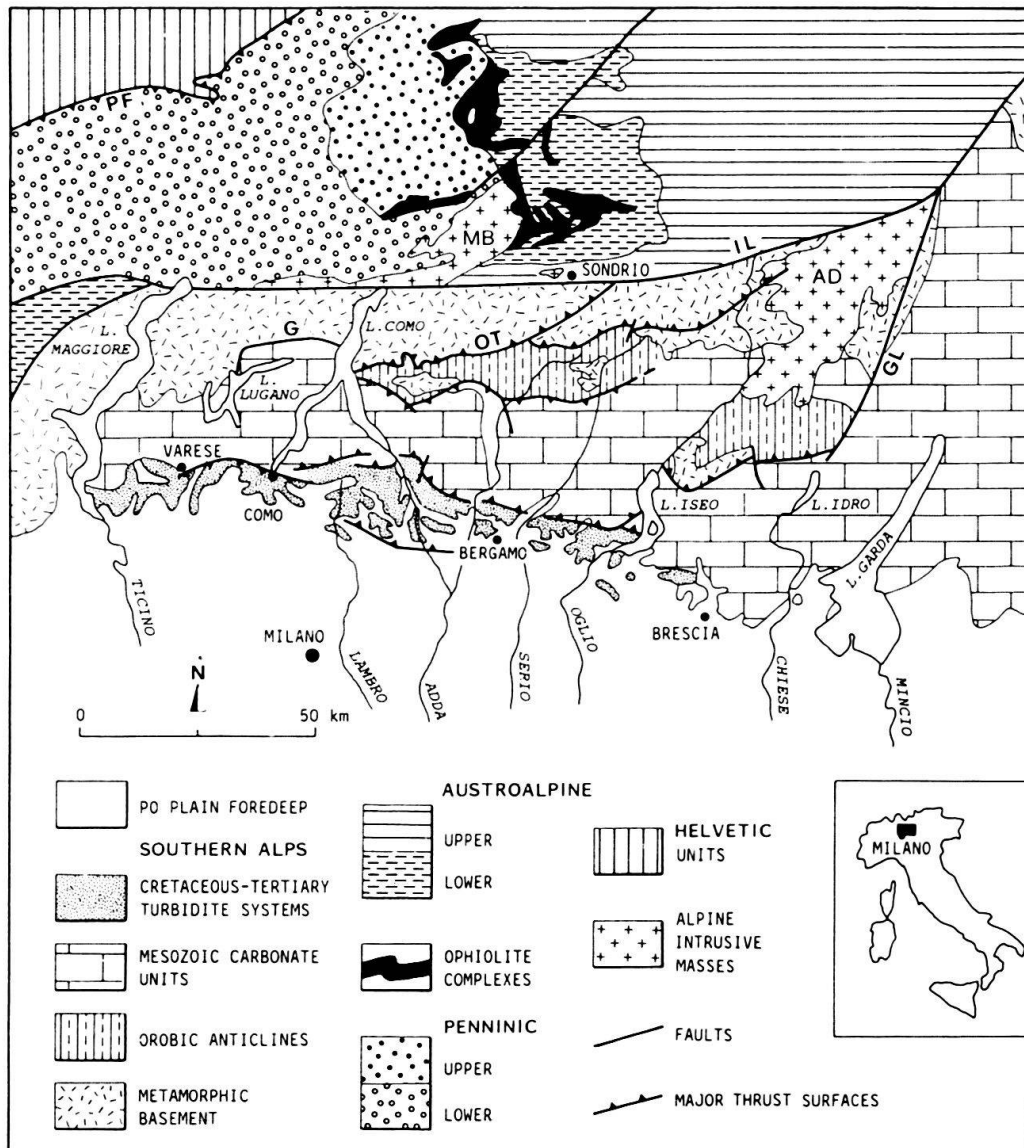 PF
MB
IL
SONDRIO
AD
L.
MAGGIORE
G
L.COMO
OT
GL
L.
LUGANO
VARESE
COMO
L.ISEO
L.IDRO
L.GARDA
BERGAMO
TICINO
MILANO
LAMBRO
ADDA
SERIO
OGLIO
BRESCIA
CHIESE
MINCIO
N
0 50 km
PO PLAIN FOREDEEP
SOUTHERN ALPS
CRETACEOUS-TERTIARY
TURBIDITE SYSTEMS
MESOZOIC CARBONATE
UNITS
OROBIC ANTICLINES
METAMORPHIC
BASEMENT
AUSTROALPINE
UPPER
LOWER
OPHIOLITE
COMPLEXES
PENNINIC
UPPER
LOWER
HELVETIC
UNITS
ALPINE
INTRUSIVE
MASSES
FAULTS
MAJOR THRUST SURFACES
MILANO